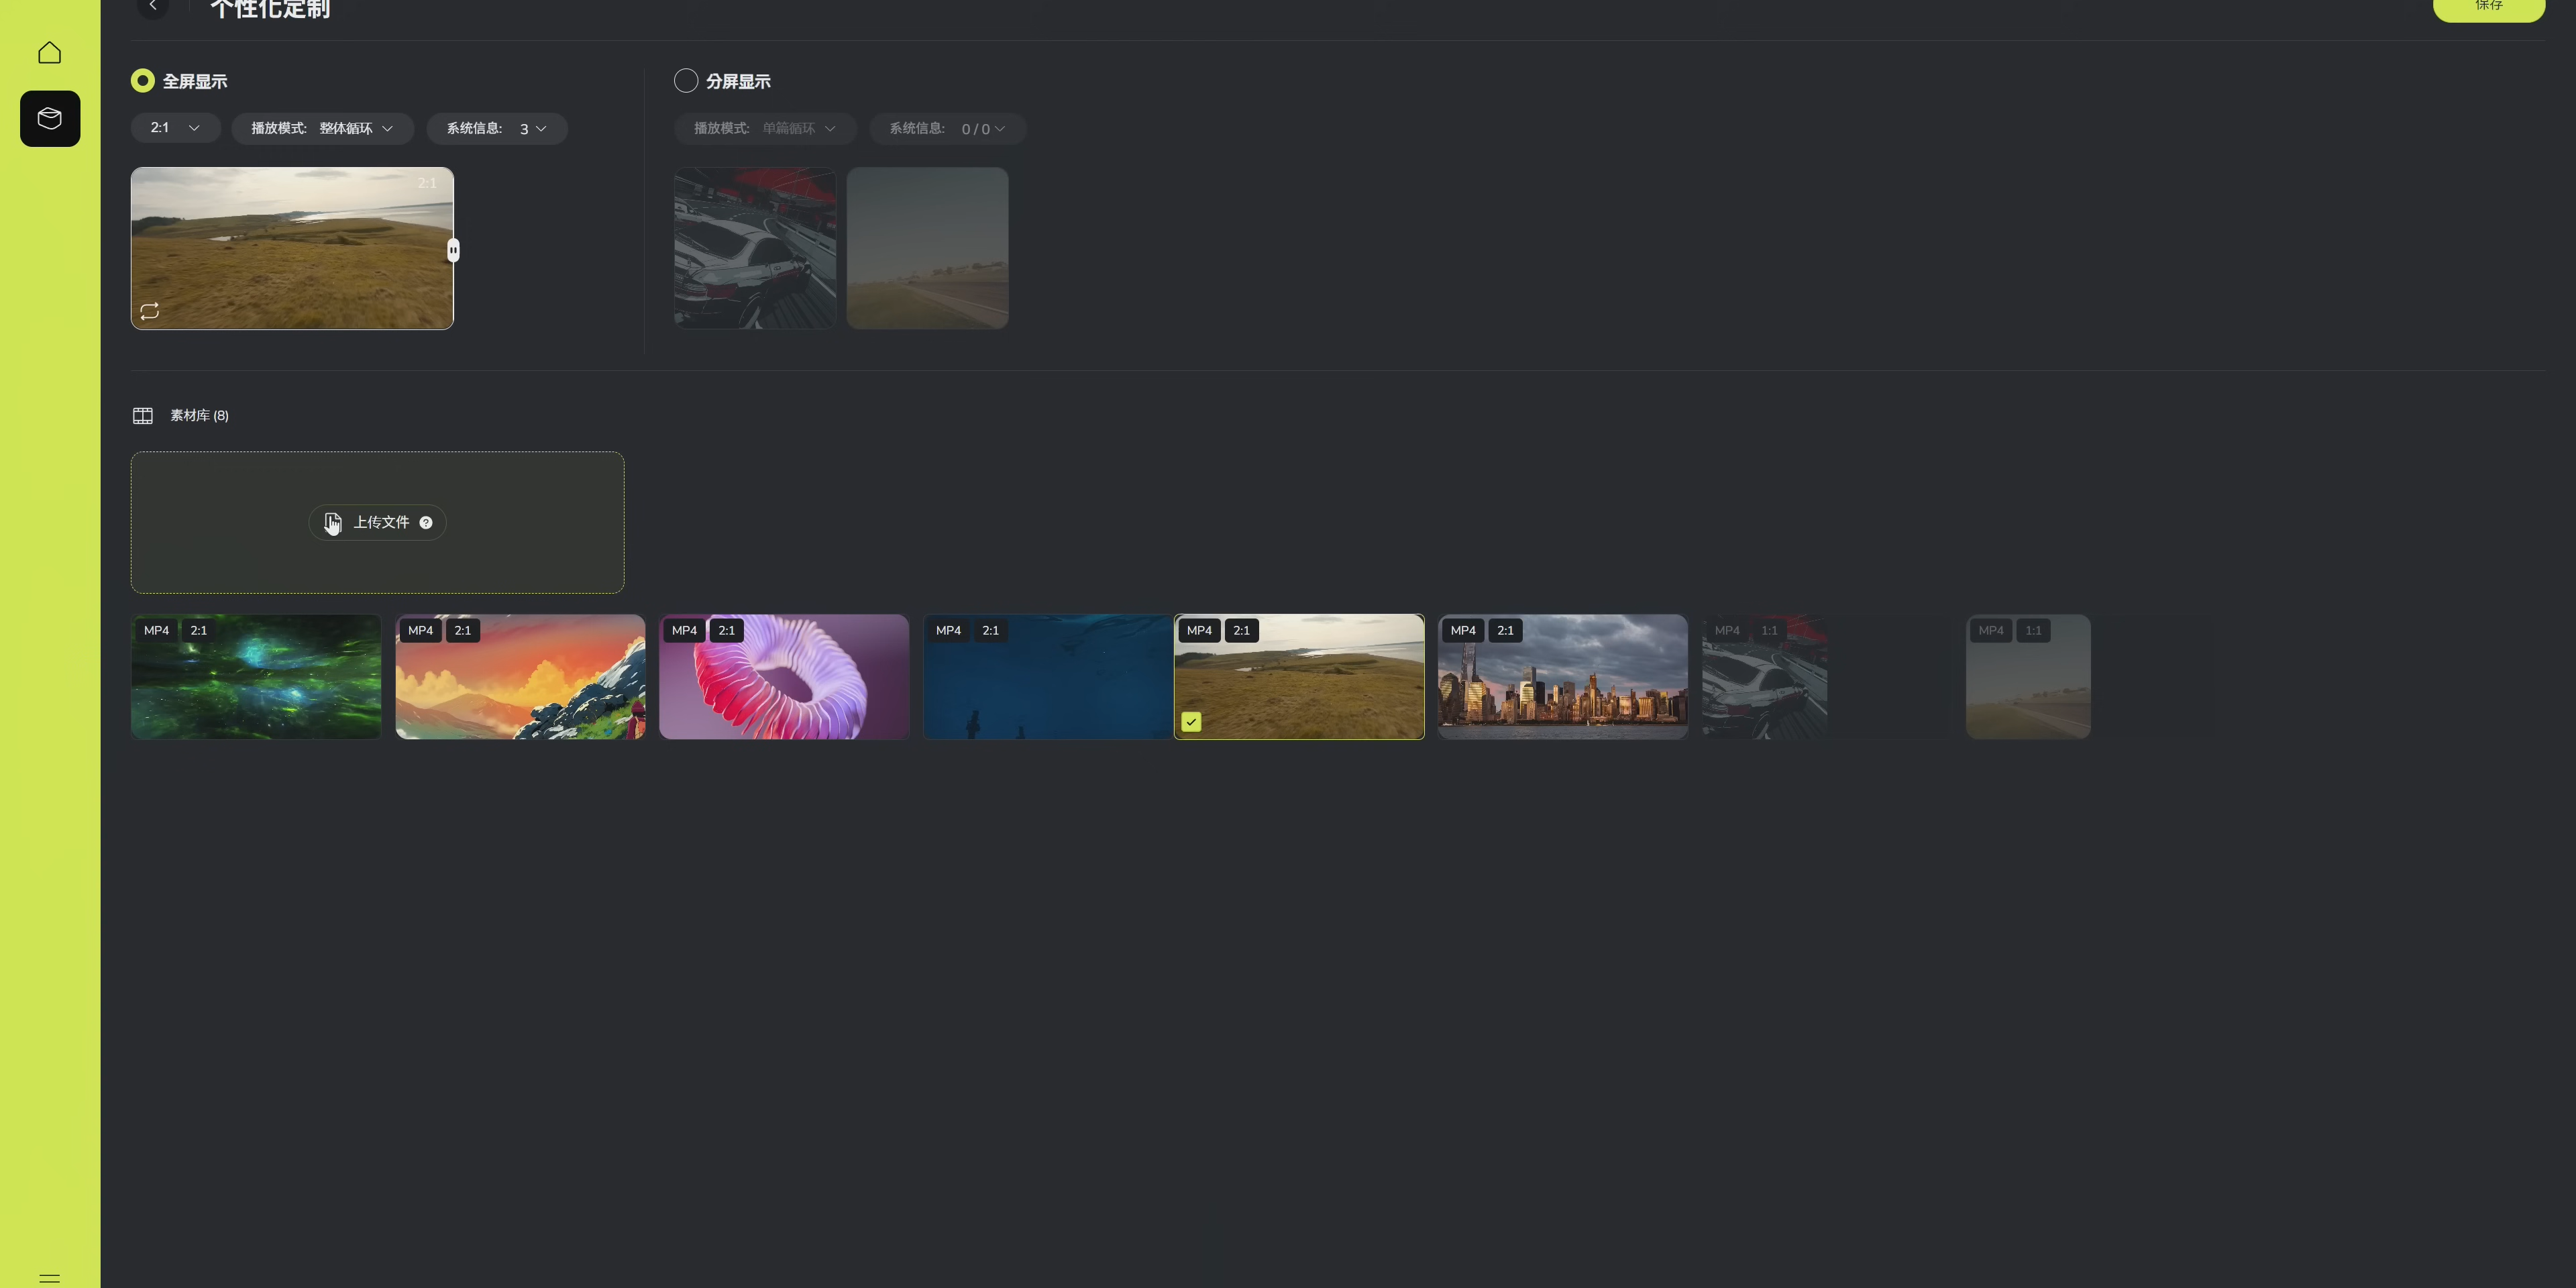 个性化定制
保存
全屏显示
分屏显示
2:1
播放模式: 整体循环
系统信息: 3
播放模式: 单篇循环
系统信息: 0 / 0
2:1
素材库 (8)
上传文件
MP4 2:1
MP4 2:1
MP4 2:1
MP4 2:1
MP4 2:1
MP4 2:1
MP4 1:1
MP4 1:1